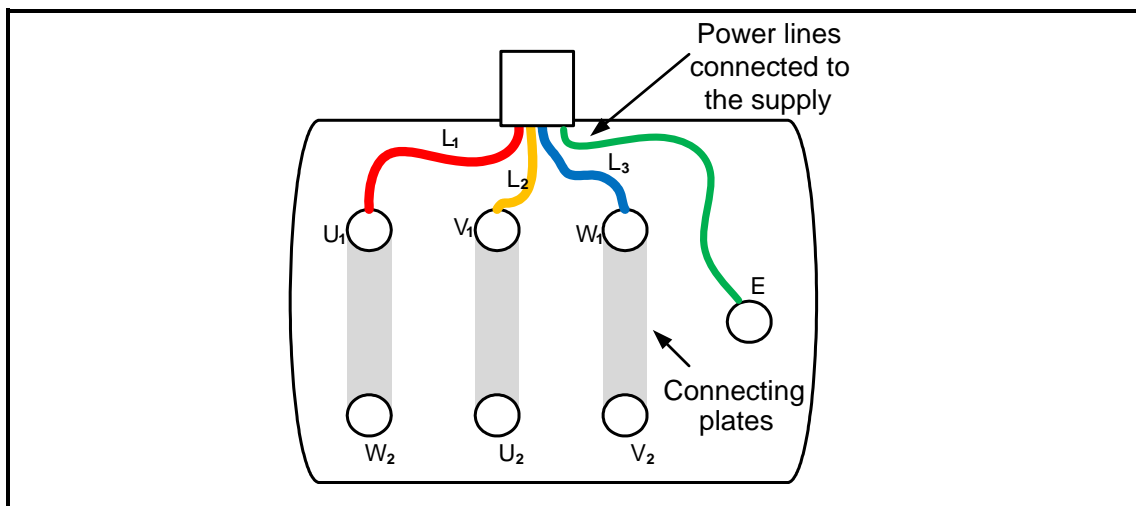 Power lines
connected to
the supply
L₁
L₂
L₃
U₁
V₁
W₁
E
Connecting
plates
W₂
U₂
V₂